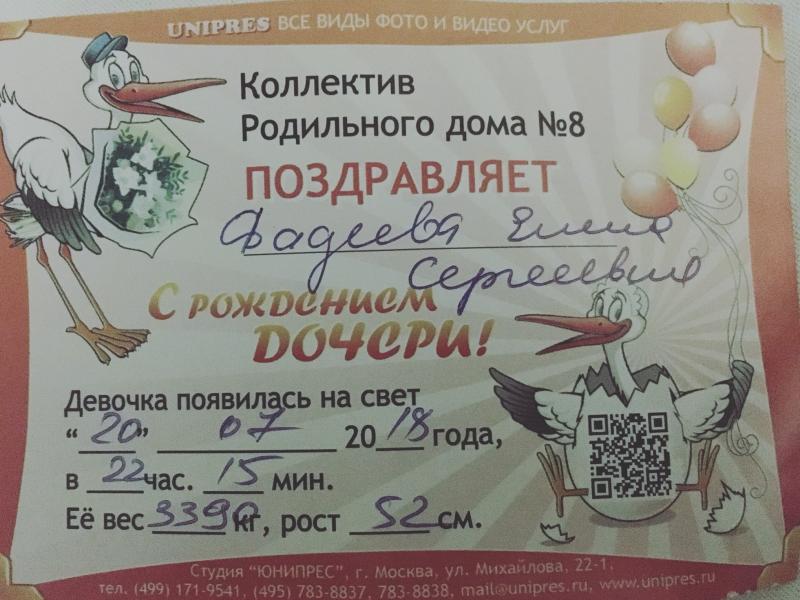 UNIPRES ВСЕ ВИДЫ ФОТО И ВИДЕО УСЛУГ
Коллектив
Родильного дома №8
ПОЗДРАВЛЯЕТ
Фадеева Елена
Сергеевна
С РОЖДЕНИЕМ
ДОЧЕРИ!
Девочка появилась на свет
“20” 07 2018 года,
в 22 час. 15 мин.
Её вес 3390 кг, рост 52 см.
Студия "ЮНИПРЕС", г. Москва, ул. Михайлова, 22-1,
тел. (499) 171-9541, (495) 783-8837, 783-8838, mail@unipres.ru, www.unipres.ru